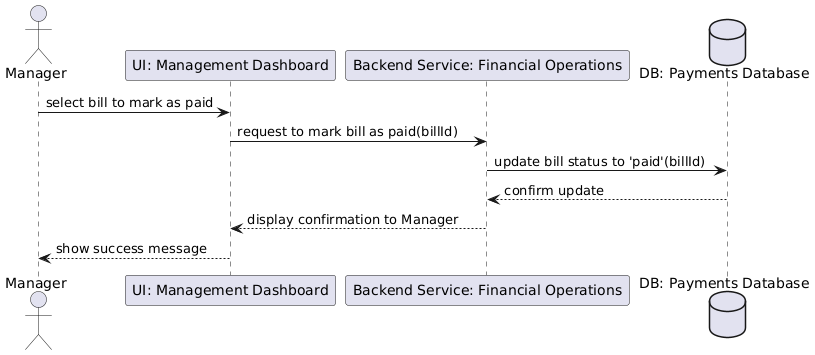 Manager
UI: Management Dashboard
Backend Service: Financial Operations
DB: Payments Database
select bill to mark as paid
request to mark bill as paid(billId)
update bill status to 'paid'(billId)
confirm update
display confirmation to Manager
show success message
Manager
UI: Management Dashboard
Backend Service: Financial Operations
DB: Payments Database